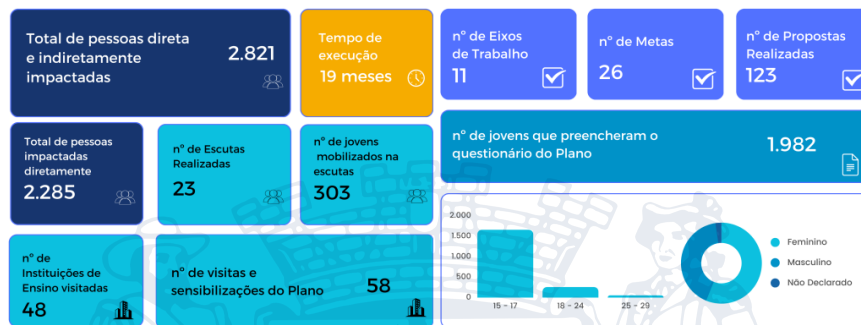 Total de pessoas direta
e indiretamente
impactadas
2.821
Tempo de
execução
19 meses
nº de Eixos
de Trabalho
11
nº de Metas
26
nº de Propostas
Realizadas
123
Total de pessoas
impactadas
diretamente
2.285
nº de Escutas
Realizadas
23
nº de jovens
mobilizados na
escutas
303
nº de jovens que preencheram o
questionário do Plano
1.982
nº de
Instituições de
Ensino visitadas
48
nº de visitas e
sensibilizações do Plano
58
2.000
1.500
1.000
500
0
15 – 17
18 – 24
25 – 29
Feminino
Masculino
Não Declarado